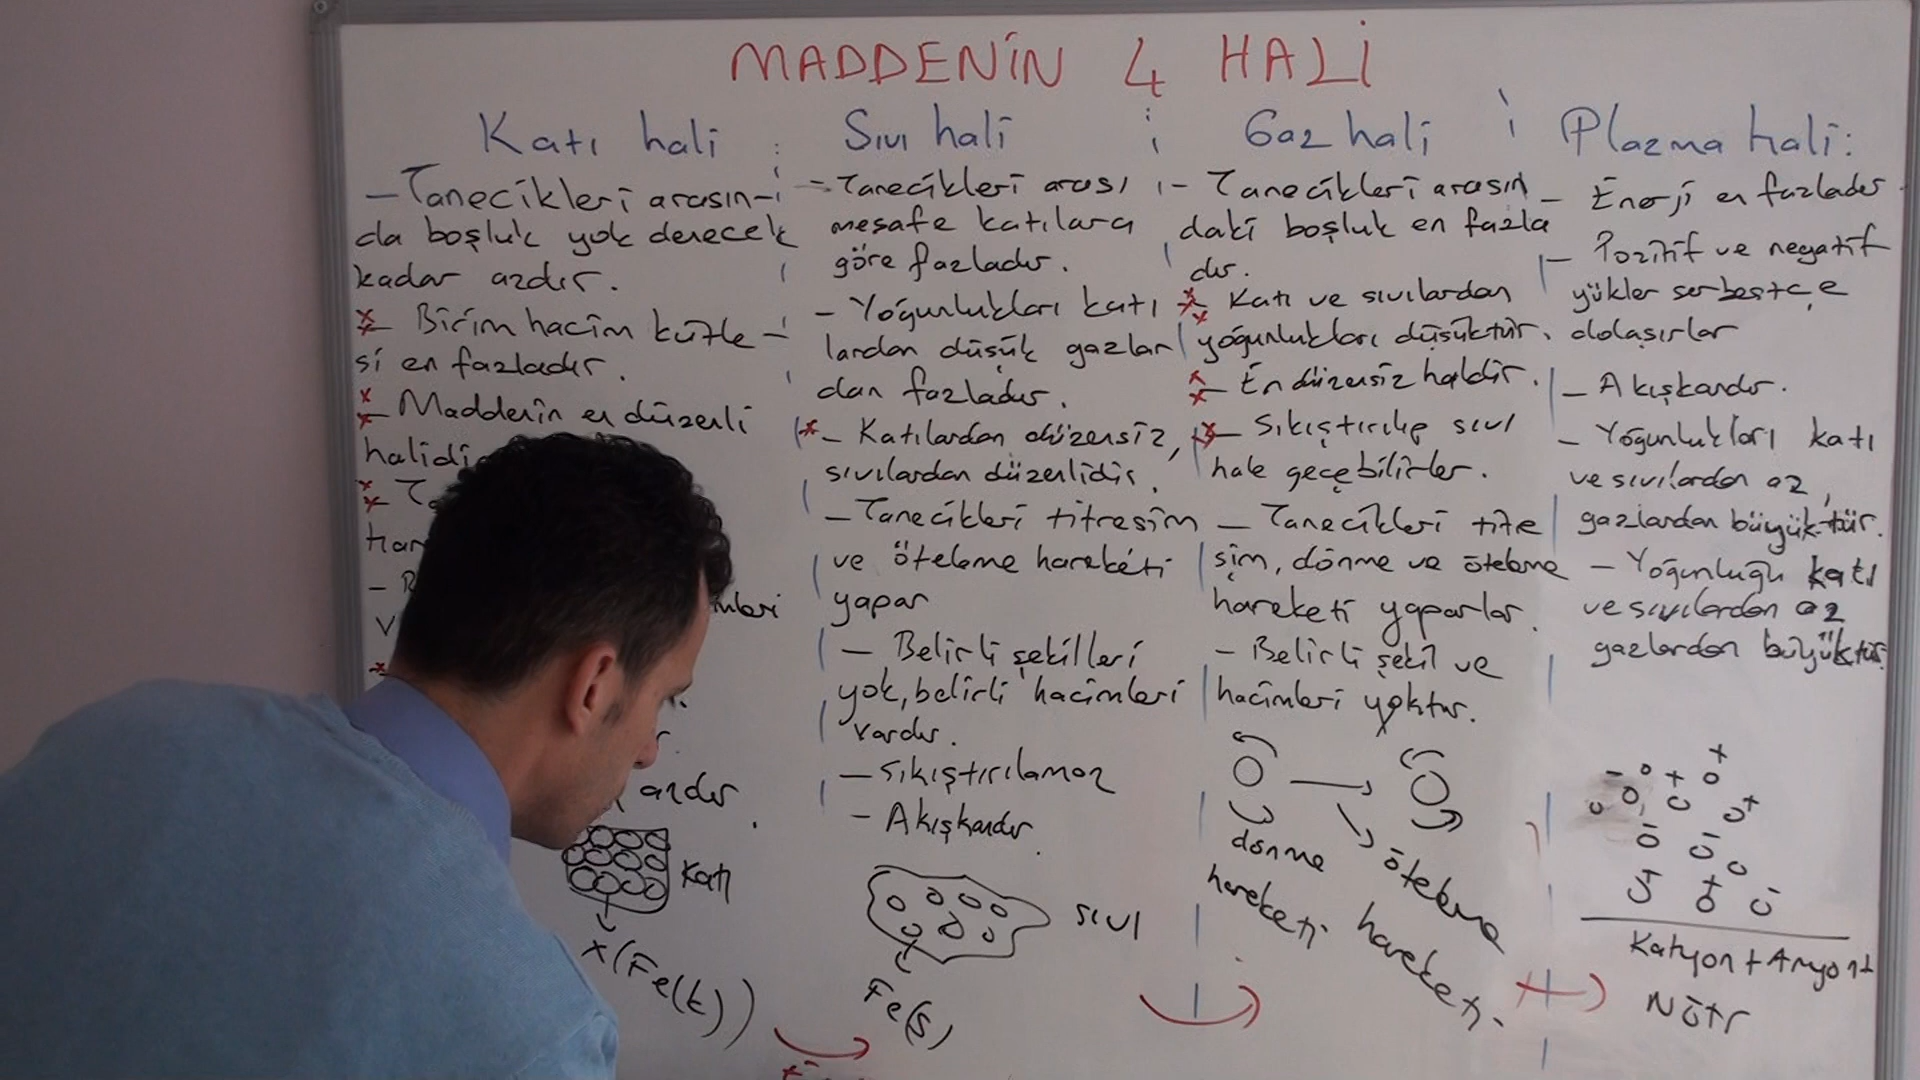 MADDENİN 4 HALİ
Katı hali
- Tanecikleri arasın-
da boşluk yok denecek
kadar azdır.
- Birim hacim kütle-
si en fazladır.
- Maddenin en düzenli
halidi
har
- B
V
mleri
azdır
Katı
x(Fe(k))
Sıvı hali
- Tanecikleri arası
mesafe katılara
göre fazladır.
- Yoğunlukları katı
lardan düşük gazlar
dan fazladır.
- Katılardan düzensiz,
sıvılardan düzenlidir.
- Tanecikleri titreşim
ve öteleme hareketi
yapar
- Belirli şekilleri
yok, belirli hacimleri
vardır.
- Sıkıştırılamaz
- Akışkandır.
sıvı
Fe(s)
Gaz hali
- Tanecikleri arasın
daki boşluk en fazla
dır.
- Katı ve sıvılardan
yoğunlukları düşüktür.
- En düzensiz haldir.
- Sıkıştırılıp sıvı
hale geçebilirler.
- Tanecikleri titre
şim, dönme ve öteleme
hareketi yaparlar.
- Belirli şekil ve
hacimleri yoktur.
dönme
hareketi
öteleme
hareketi
Plazma hali:
- Enerji en fazladır
- Pozitif ve negatif
yükler serbestçe
dolaşırlar
- Akışkandır.
- Yoğunlukları katı
ve sıvılardan az,
gazlardan büyüktür.
- Yoğunluğu katı
ve sıvılardan az
gazlardan büyüktür.
Katyon + Anyon +
Nötr